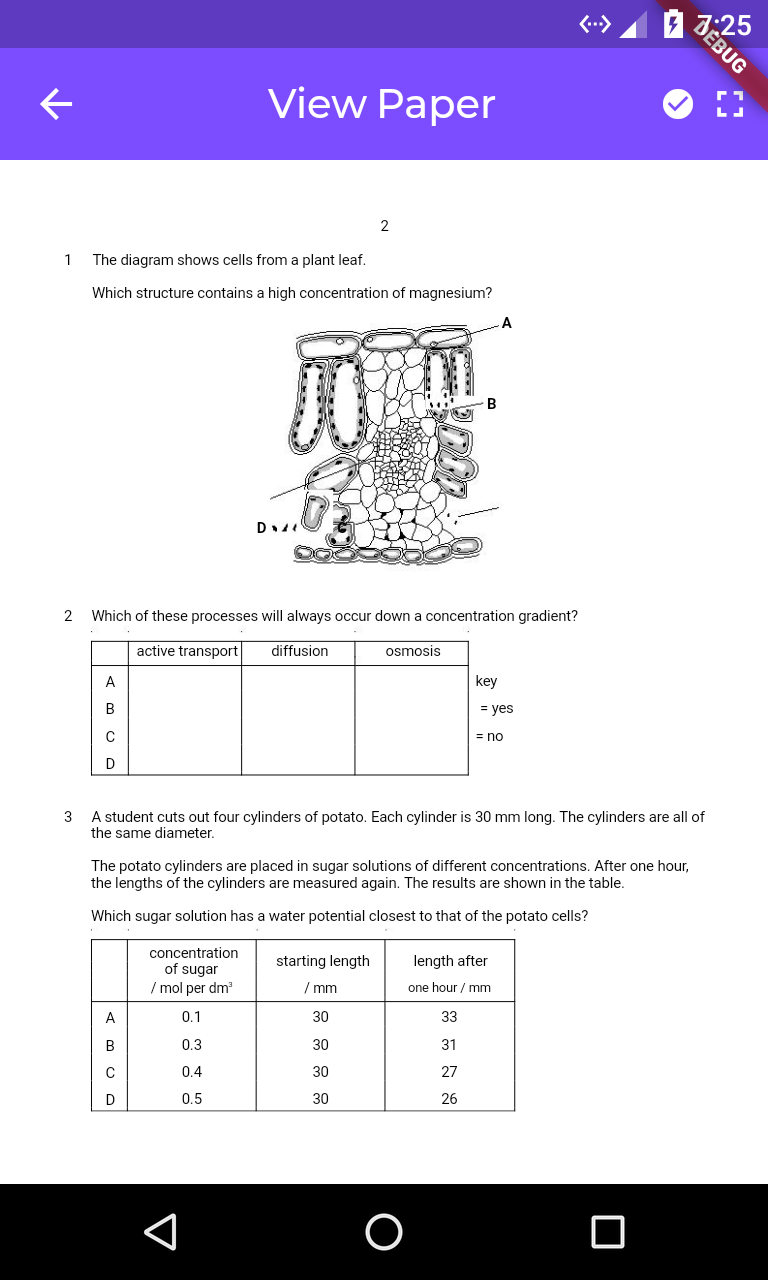 7:25
DEBUG
View Paper
2
1 The diagram shows cells from a plant leaf.
Which structure contains a high concentration of magnesium?
A
B
D
C
2 Which of these processes will always occur down a concentration gradient?
active transport diffusion osmosis
A key
B = yes
C = no
D
3 A student cuts out four cylinders of potato. Each cylinder is 30 mm long. The cylinders are all of
the same diameter.
The potato cylinders are placed in sugar solutions of different concentrations. After one hour,
the lengths of the cylinders are measured again. The results are shown in the table.
Which sugar solution has a water potential closest to that of the potato cells?
concentration
of sugar
/ mol per dm³
starting length
/ mm
length after
one hour / mm
A 0.1 30 33
B 0.3 30 31
C 0.4 30 27
D 0.5 30 26